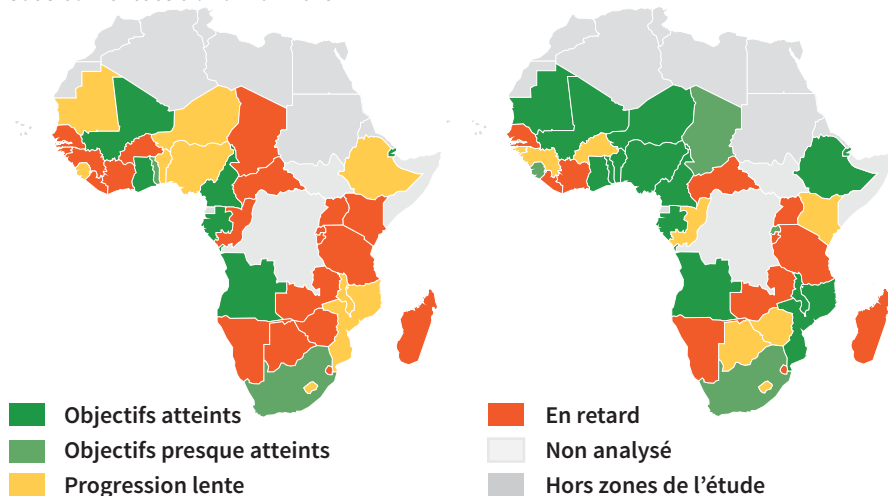 Objectifs atteints
Objectifs presque atteints
Progression lente
En retard
Non analysé
Hors zones de l'étude